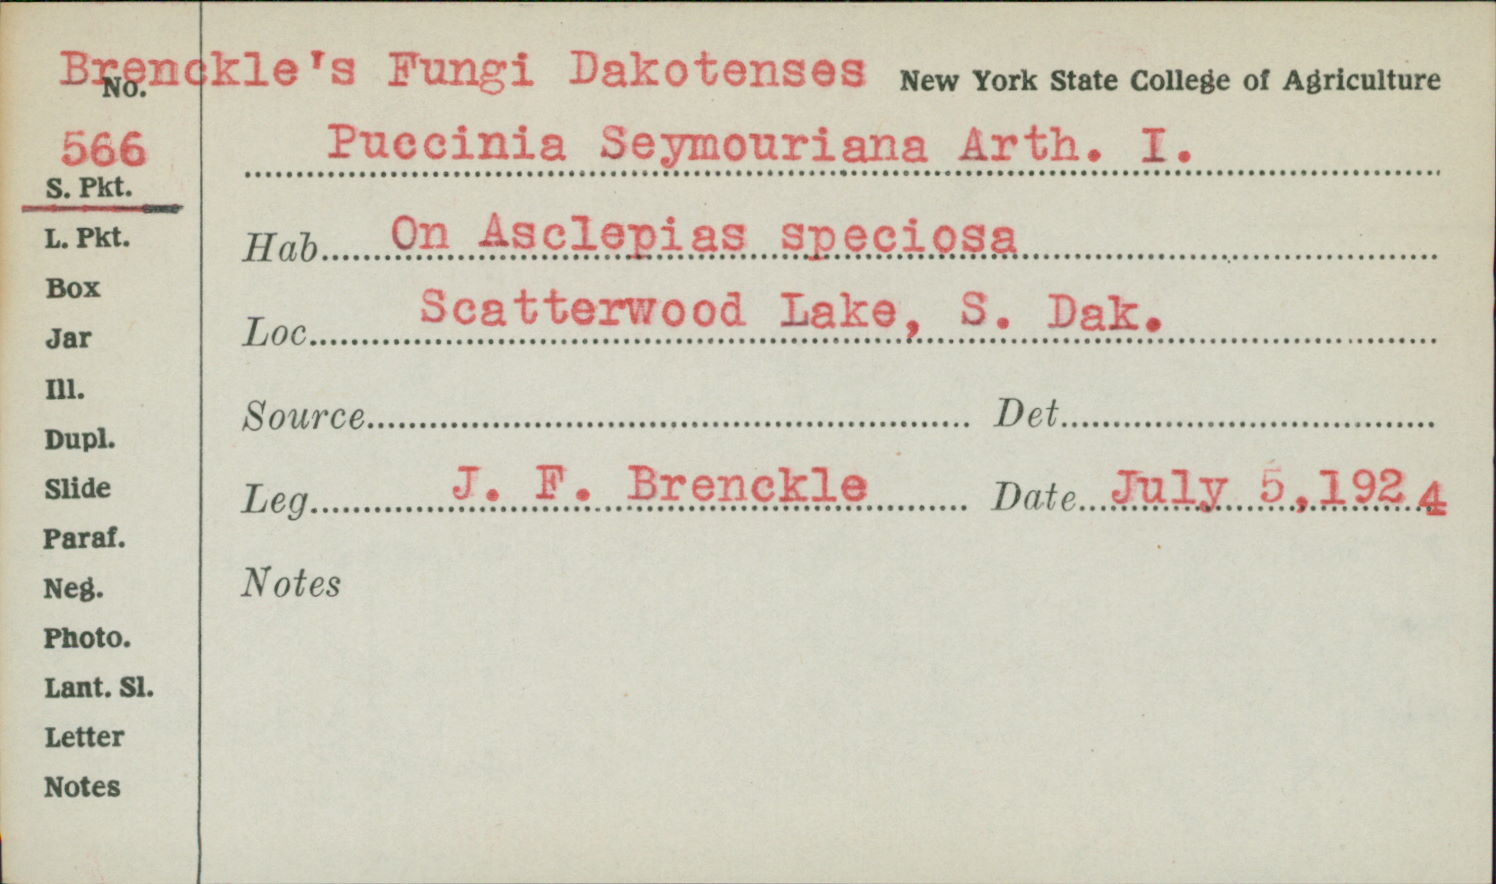 Brenckle's Fungi Dakotenses New York State College of Agriculture
No.
566 Puccinia Seymouriana Arth. I.
S. Pkt.
L. Pkt. Hab. On Asclepias speciosa
Box
Jar Loc. Scatterwood Lake, S. Dak.
Ill.
Dupl. Source Det.
Slide Leg. J. F. Brenckle Date July 5,1924
Paraf.
Neg. Notes
Photo.
Lant. Sl.
Letter
Notes